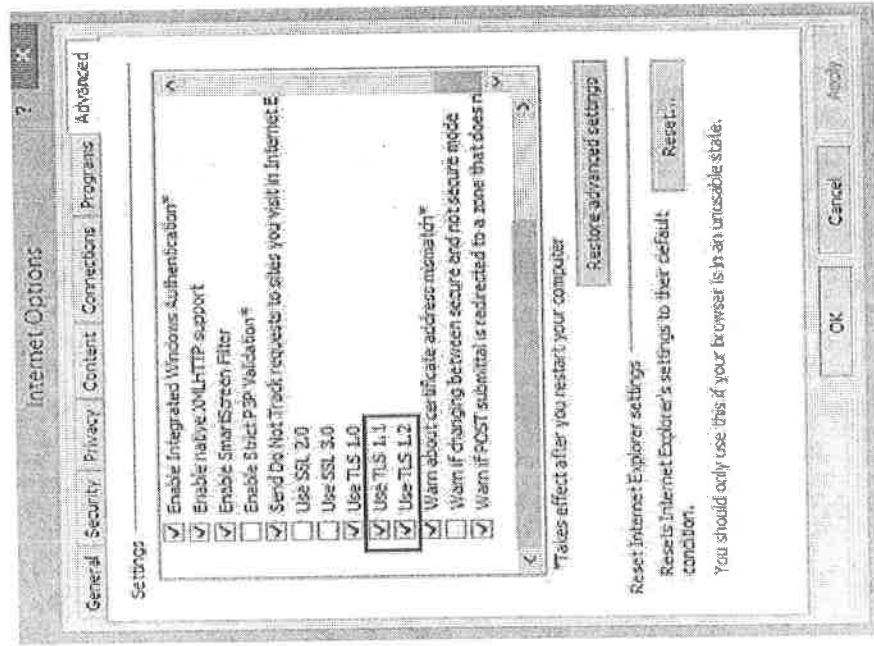 Internet Options
?
General
Security
Privacy
Content
Connections
Programs
Advanced
Settings
Enable Integrated Windows Authentication*
Enable native XMLHTTP support
Enable SmartScreen Filter
Enable Strict P3P Validation*
Send Do Not Track requests to sites you visit in Internet E
Use SSL 2.0
Use SSL 3.0
Use TLS 1.0
Use TLS 1.1
Use TLS 1.2
Warn about certificate address mismatch*
Warn if changing between secure and not secure mode
Warn if POST submittal is redirected to a zone that does n
*Takes effect after you restart your computer
Restore advanced settings
Reset Internet Explorer settings
Resets Internet Explorer's settings to their default
condition.
Reset...
You should only use this if your browser is in an unusable state.
OK
Cancel
Apply